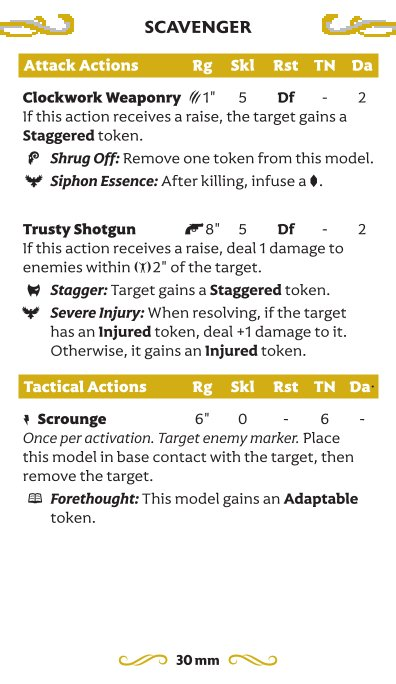 SCAVENGER
Attack Actions Rg Skl Rst TN Da
Clockwork Weaponry 1" 5 Df - 2
If this action receives a raise, the target gains a
Staggered token.
Shrug Off: Remove one token from this model.
Siphon Essence: After killing, infuse a .
Trusty Shotgun 8" 5 Df - 2
If this action receives a raise, deal 1 damage to
enemies within 2" of the target.
Stagger: Target gains a Staggered token.
Severe Injury: When resolving, if the target
has an Injured token, deal +1 damage to it.
Otherwise, it gains an Injured token.
Tactical Actions Rg Skl Rst TN Da
Scrounge 6" 0 - 6 -
Once per activation. Target enemy marker. Place
this model in base contact with the target, then
remove the target.
Forethought: This model gains an Adaptable
token.
30 mm